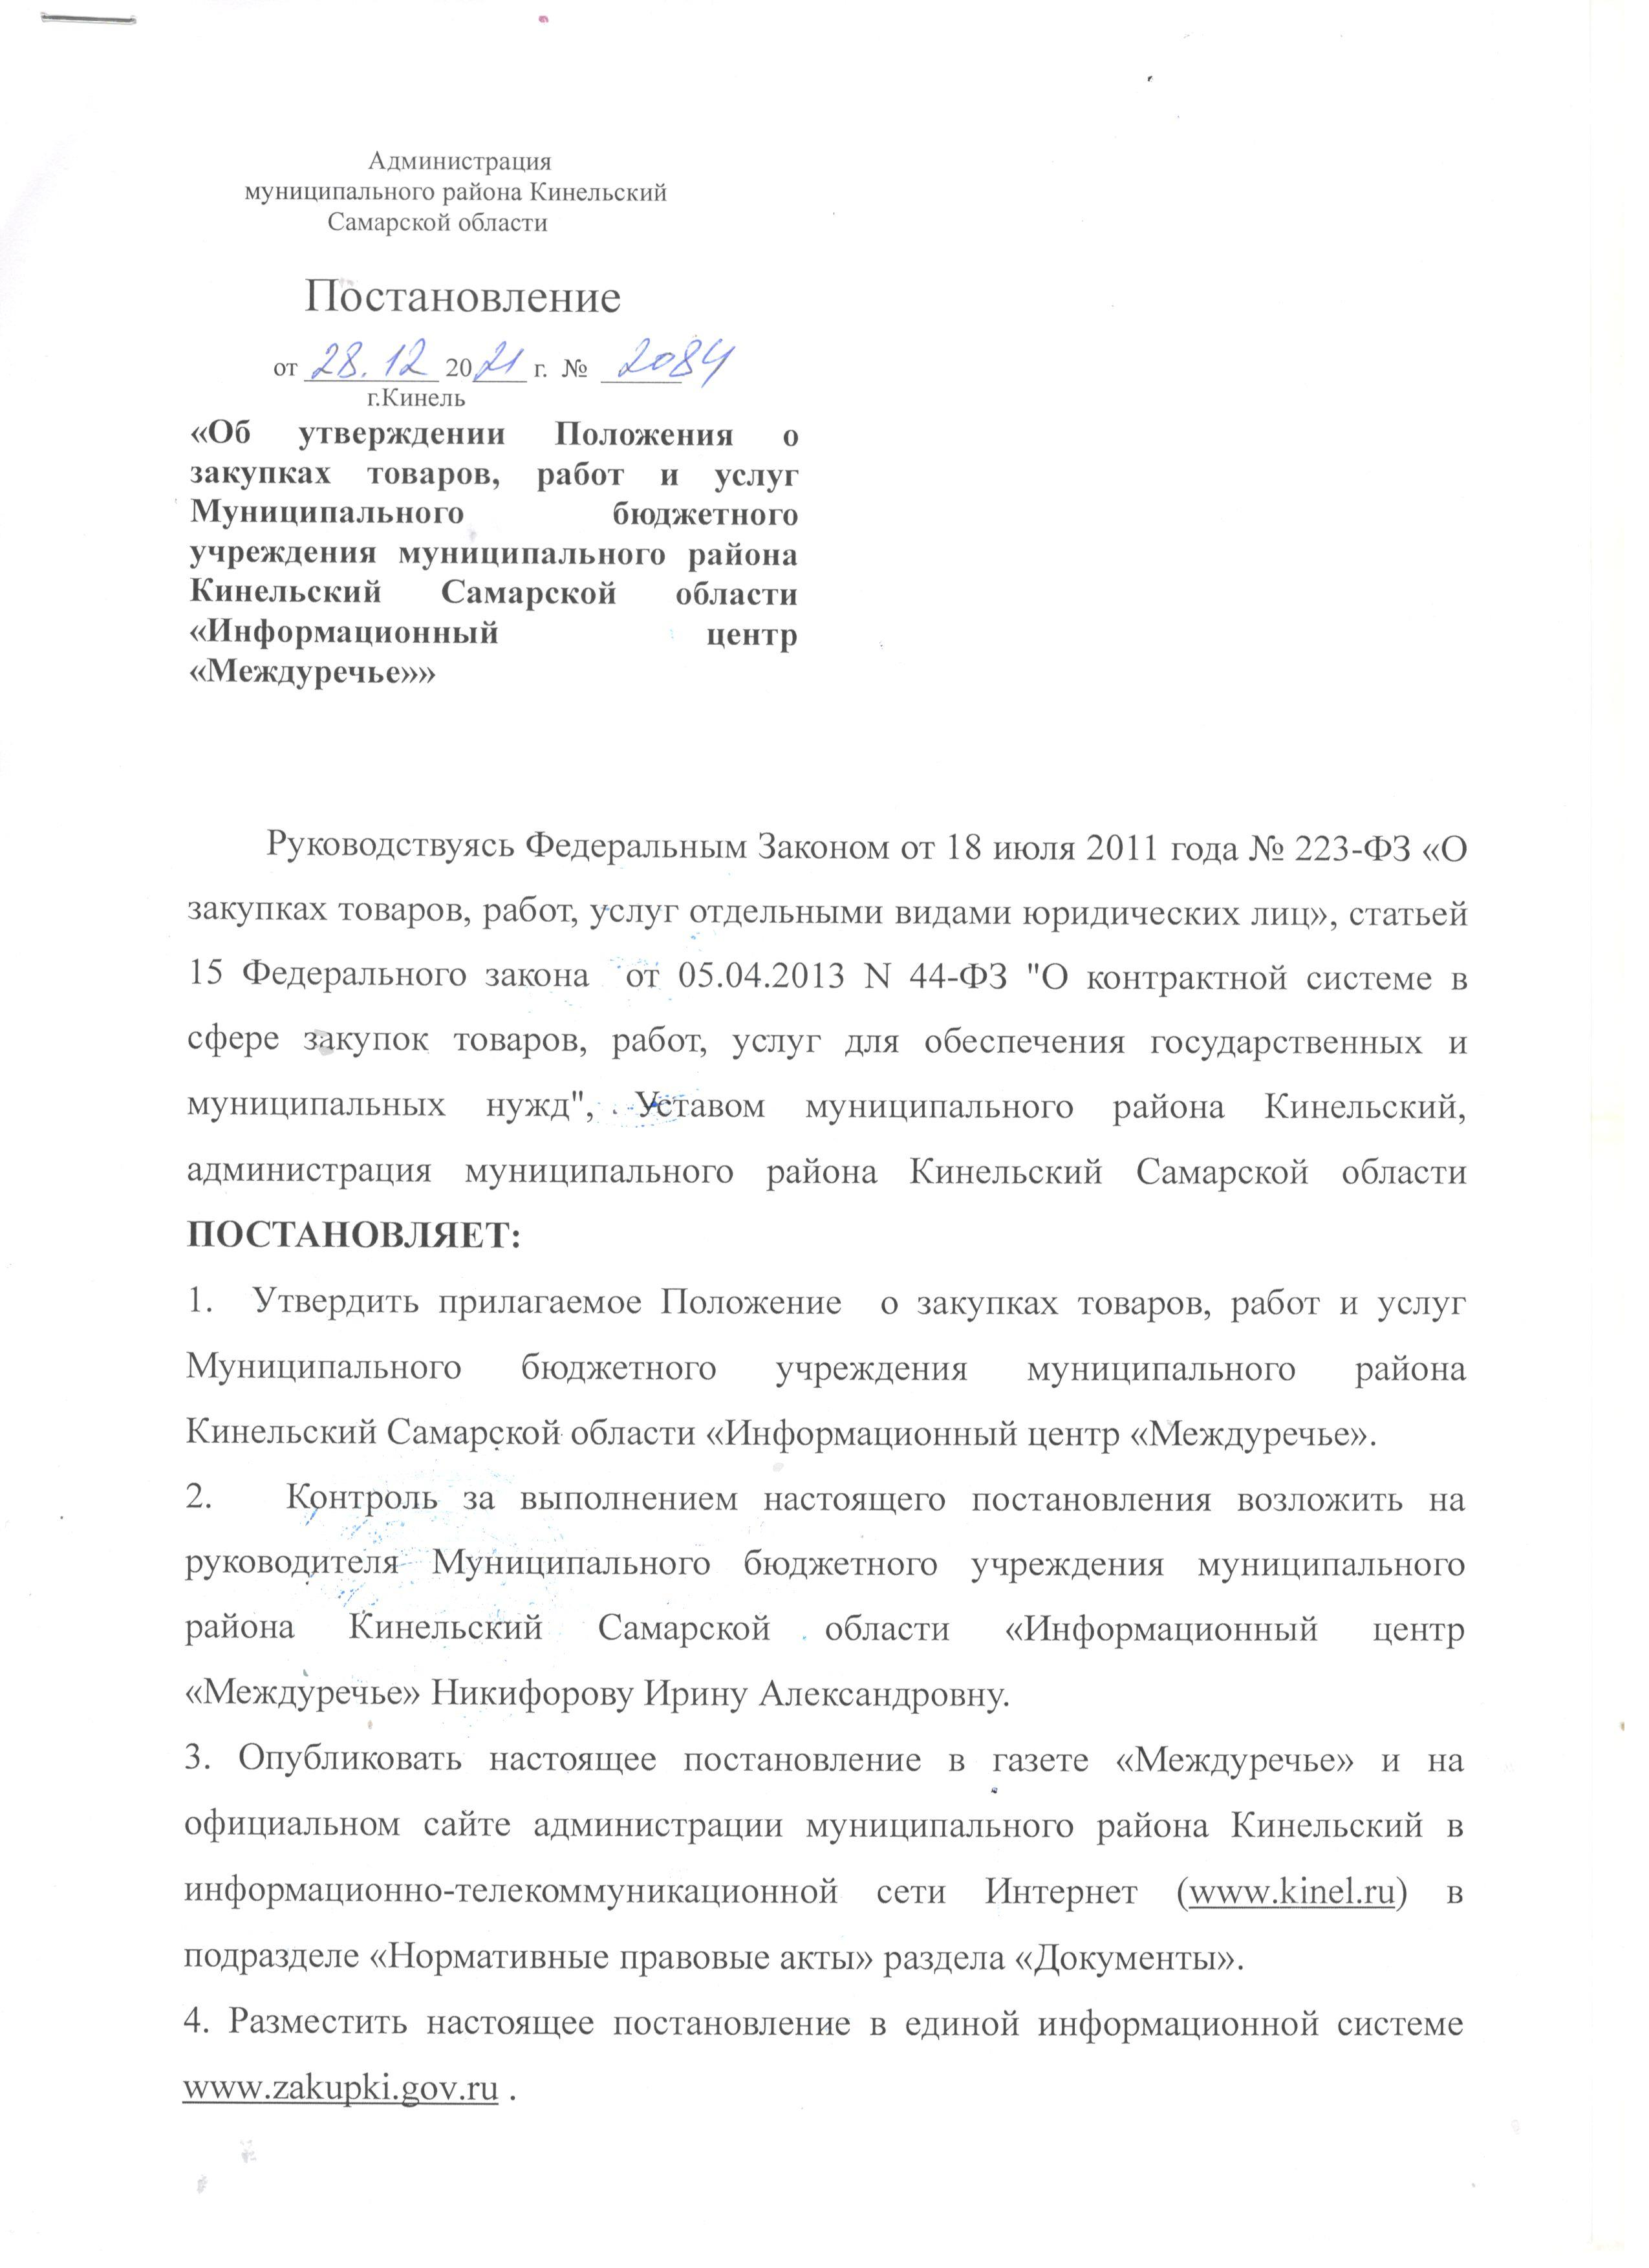 Администрация
муниципального района Кинельский
Самарской области
Постановление
от 28.12 2021 г. № 2084
г.Кинель
«Об утверждении Положения о
закупках товаров, работ и услуг
Муниципального бюджетного
учреждения муниципального района
Кинельский Самарской области
«Информационный центр
«Междуречье»»
Руководствуясь Федеральным Законом от 18 июля 2011 года № 223-ФЗ «О
закупках товаров, работ, услуг отдельными видами юридических лиц», статьей
15 Федерального закона от 05.04.2013 N 44-ФЗ "О контрактной системе в
сфере закупок товаров, работ, услуг для обеспечения государственных и
муниципальных нужд", Уставом муниципального района Кинельский,
администрация муниципального района Кинельский Самарской области
ПОСТАНОВЛЯЕТ:
1. Утвердить прилагаемое Положение о закупках товаров, работ и услуг
Муниципального бюджетного учреждения муниципального района
Кинельский Самарской области «Информационный центр «Междуречье».
2. Контроль за выполнением настоящего постановления возложить на
руководителя Муниципального бюджетного учреждения муниципального
района Кинельский Самарской области «Информационный центр
«Междуречье» Никифорову Ирину Александровну.
3. Опубликовать настоящее постановление в газете «Междуречье» и на
официальном сайте администрации муниципального района Кинельский в
информационно-телекоммуникационной сети Интернет (www.kinel.ru) в
подразделе «Нормативные правовые акты» раздела «Документы».
4. Разместить настоящее постановление в единой информационной системе
www.zakupki.gov.ru .